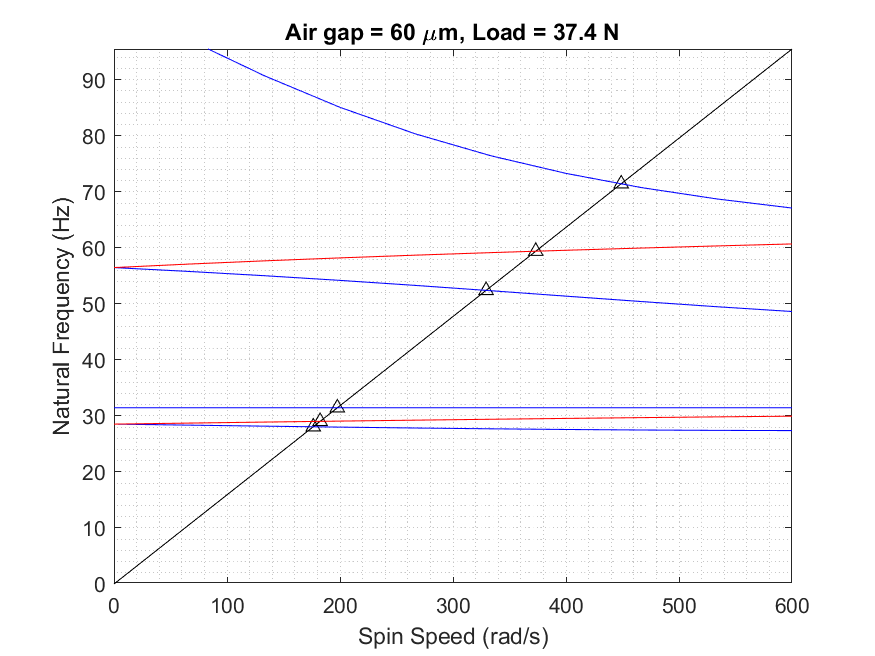 Air gap = 60 μm, Load = 37.4 N
Natural Frequency (Hz)
90
80
70
60
50
40
30
20
10
0
0 100 200 300 400 500 600
Spin Speed (rad/s)